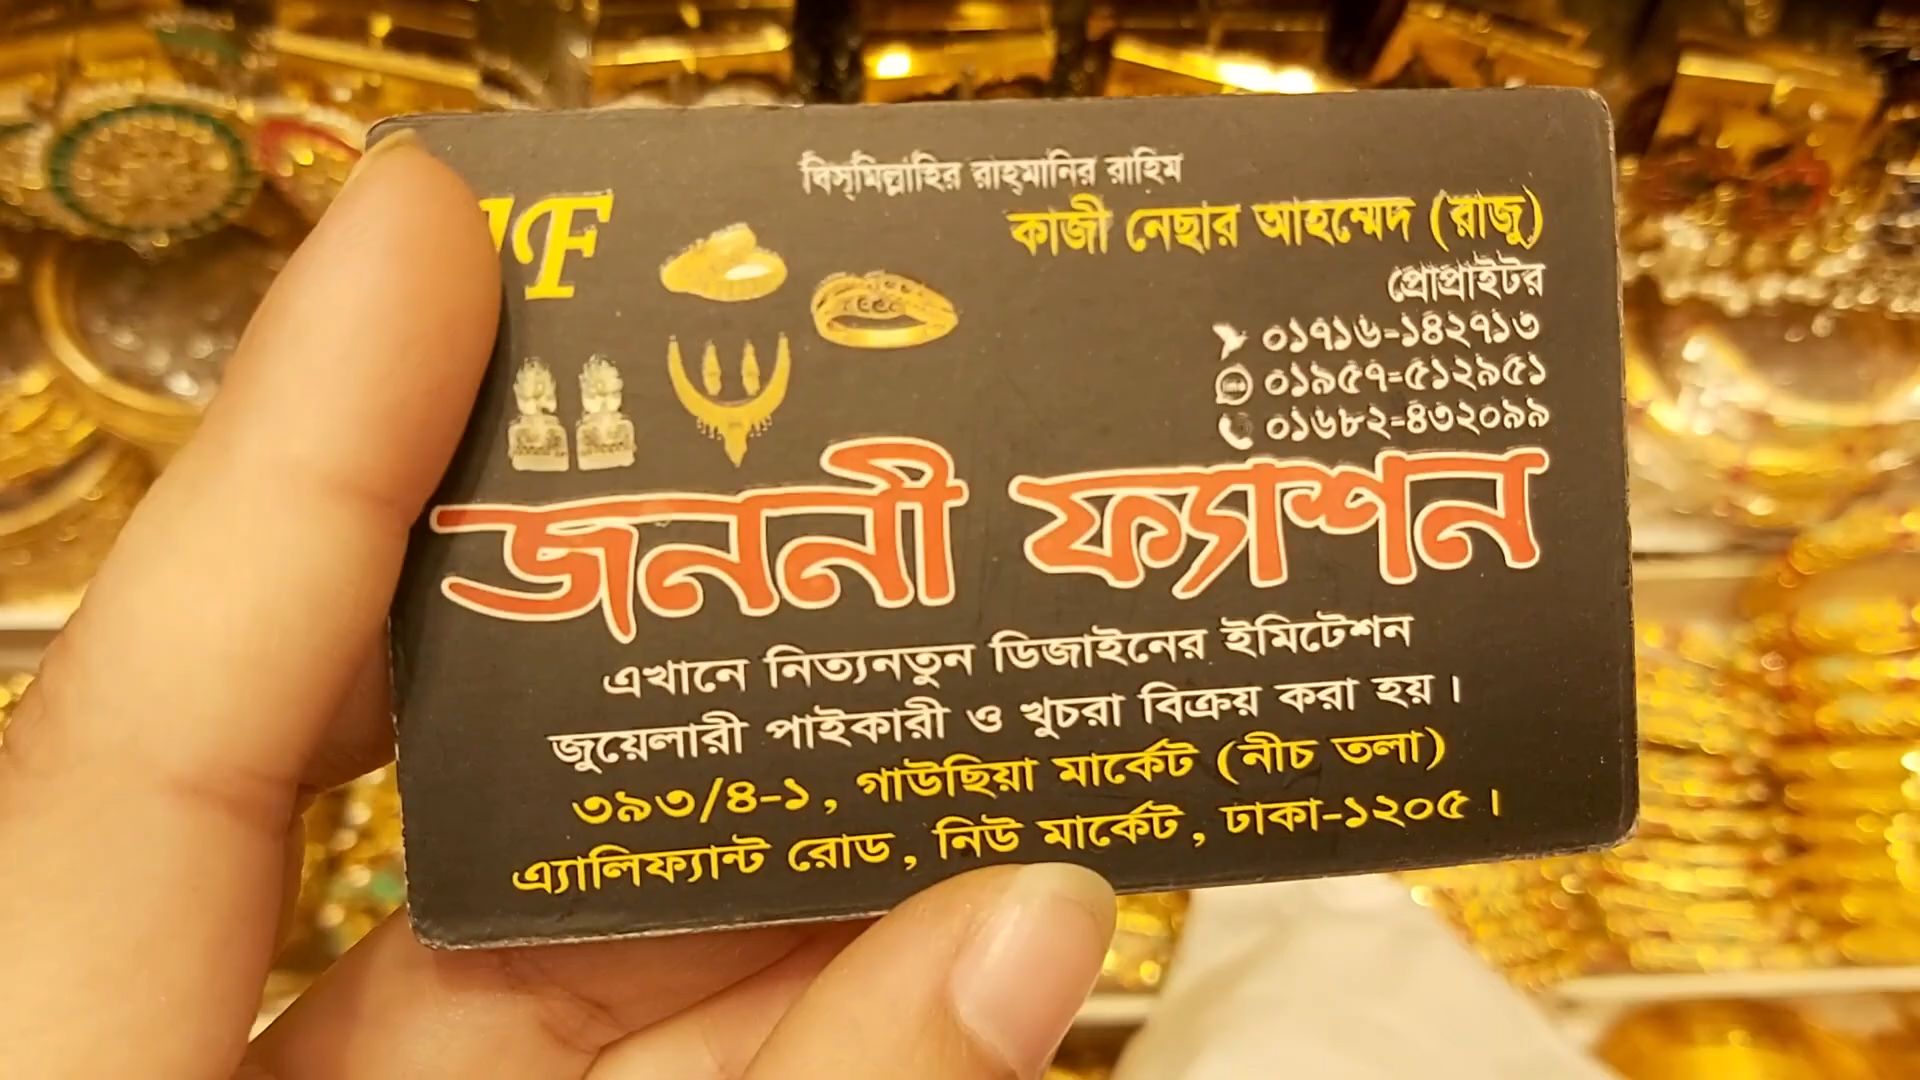 বিস্‌মিল্লাহির রাহ্‌মানির রাহিম
কাজী নেছার আহম্মেদ (রাজু)
প্রোপ্রাইটর
০১৭১৬-১৪২৭১৩
০১৯৫৭-৫১২৯৫১
০১৬৮২-৪৩২০৯৯
জননী ফ্যাশন
এখানে নিত্যনতুন ডিজাইনের ইমিটেশন
জুয়েলারী পাইকারী ও খুচরা বিক্রয় করা হয়।
৩৯৩/৪-১, গাউছিয়া মার্কেট (নীচ তলা)
এ্যালিফ্যান্ট রোড, নিউ মার্কেট, ঢাকা-১২০৫।